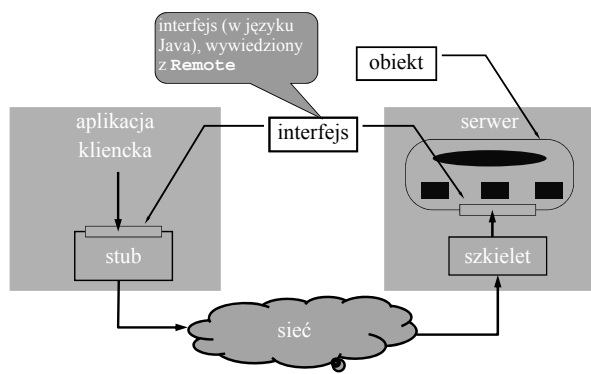 interfejs (w języku
Java), wywiedziony
z Remote
obiekt
aplikacja
kliencka
interfejs
serwer
stub
szkielet
sieć